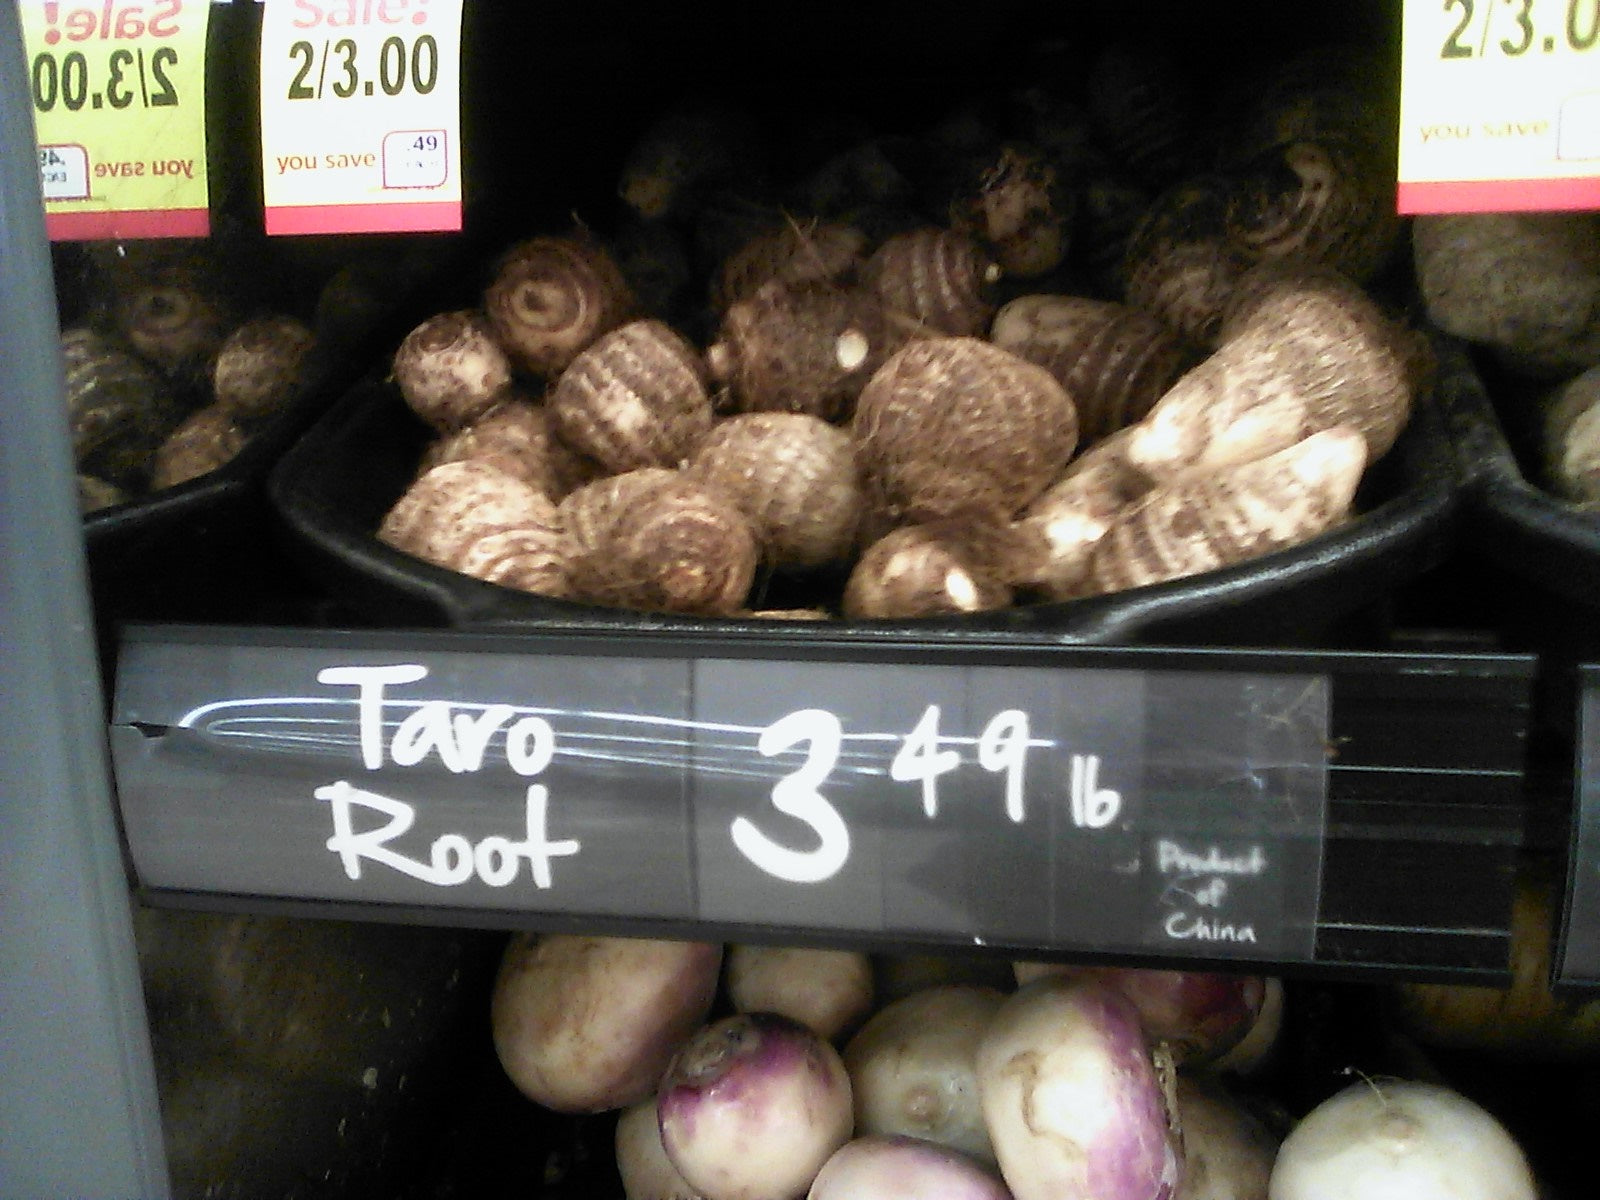 Sale!
2/3.00
you save .49
Sale!
2/3.00
you save .49
2/3.0
you save
Taro
Root
3 49 lb
Product
of
China